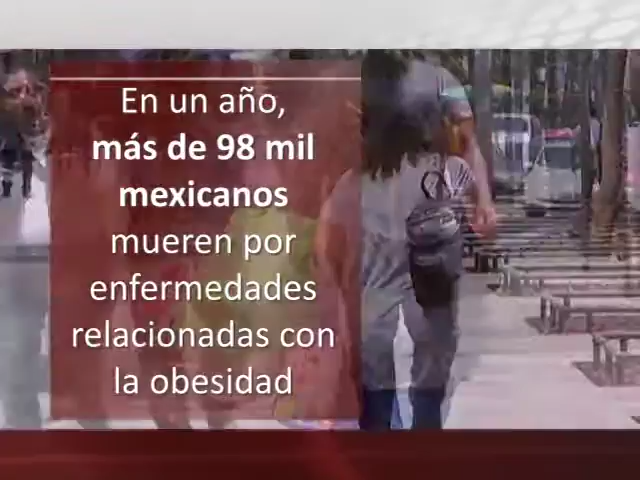 En un año,
más de 98 mil
mexicanos
mueren por
enfermedades
relacionadas con
la obesidad